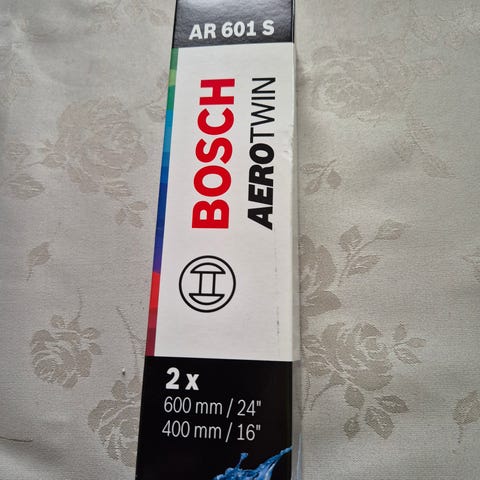 AR 601 S
BOSCH
AEROTWIN
2 x
600 mm / 24"
400 mm / 16"